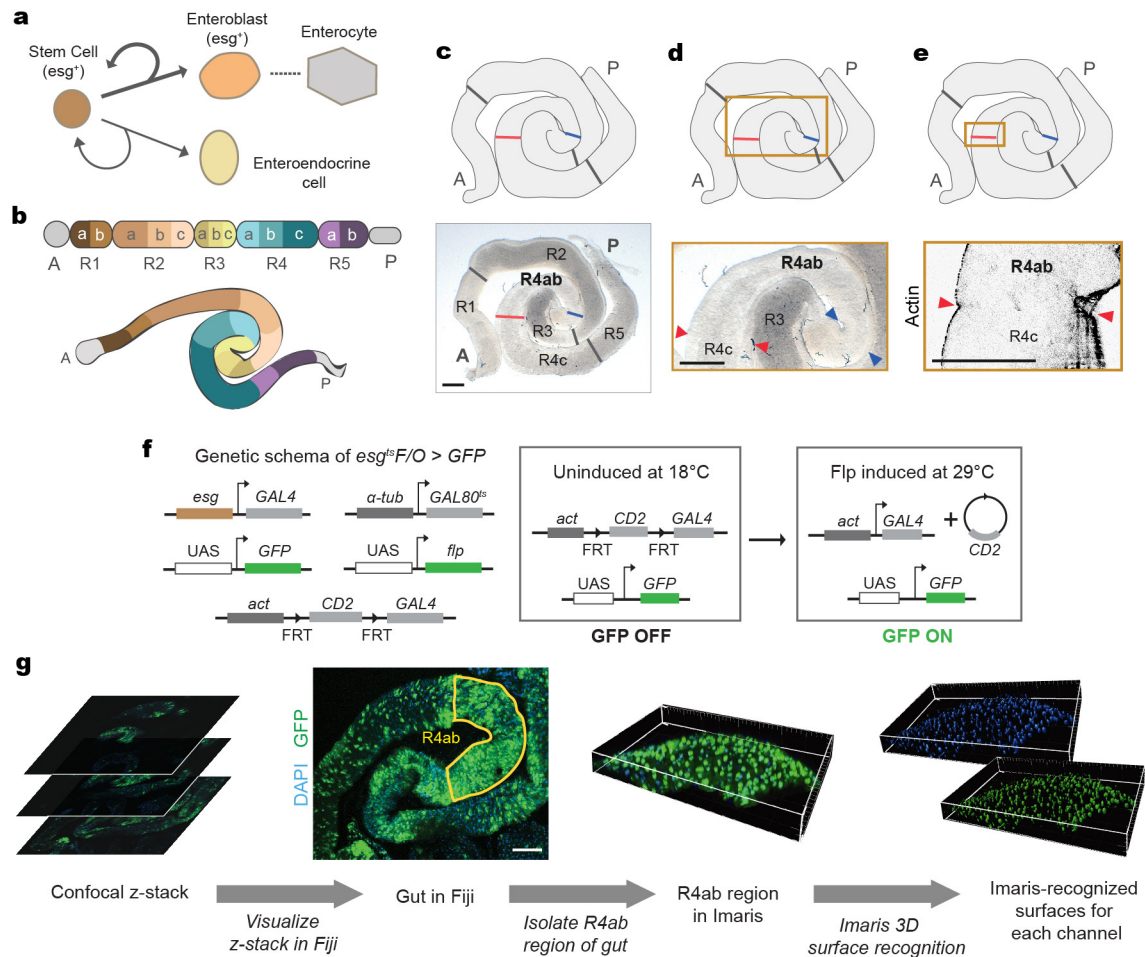 a
Stem Cell
(esg⁺)
Enteroblast
(esg⁺)
Enterocyte
Enteroendocrine
cell
b
a b a b c a b c a b c a b
A R1 R2 R3 R4 R5 P
A
P
c
P
A
R2
P
R4ab
R1
R3
R5
R4c
A
d
P
A
R4ab
R3
R4c
e
P
A
Actin
R4ab
R4c
f
Genetic schema of esgᵗˢF/O > GFP
esg GAL4
α-tub GAL80ᵗˢ
UAS GFP
UAS flp
act CD2 GAL4
FRT FRT
Uninduced at 18°C
act CD2 GAL4
FRT FRT
UAS GFP
GFP OFF
Flp induced at 29°C
act GAL4 + CD2
UAS GFP
GFP ON
g
DAPI GFP
R4ab
Confocal z-stack
Visualize
z-stack in Fiji
Gut in Fiji
Isolate R4ab
region of gut
R4ab region
in Imaris
Imaris 3D
surface recognition
Imaris-recognized
surfaces for
each channel